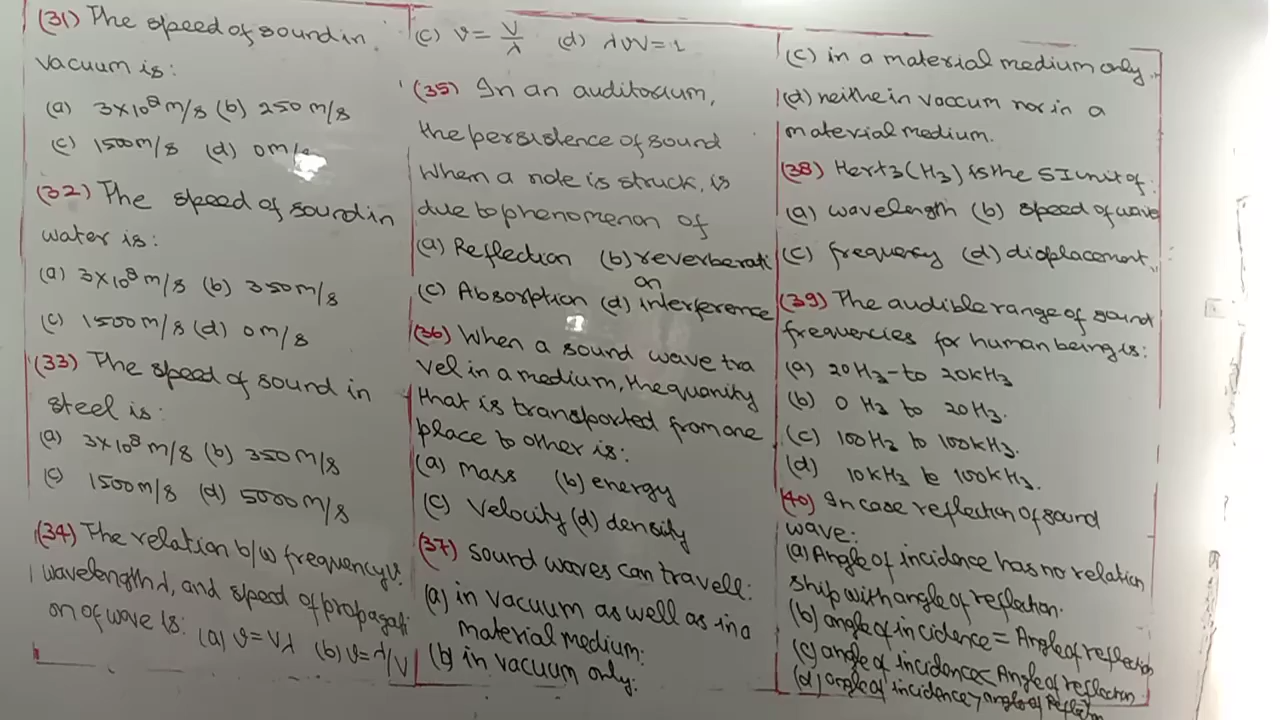 (31) The speed of sound in
vacuum is:
(a) 3×10⁸ m/s (b) 250 m/s
(c) 1500 m/s (d) 0 m/s
(32) The speed of sound in
water is:
(a) 3×10⁸ m/s (b) 350 m/s
(c) 1500 m/s (d) 0 m/s
(33) The speed of sound in
steel is:
(a) 3×10⁸ m/s (b) 350 m/s
(c) 1500 m/s (d) 5000 m/s
(34) The relation b/w frequency ν.
wavelength λ, and speed of propagati
on of wave is: (a) ν = Vλ (b) ν = λ/V
(c) ν = V/λ (d) λνV = 1
(35) In an auditorium,
the persistence of sound
When a note is struck, is
due to phenomenon of
(a) Reflection (b) reverberati
on
(c) Absorption (d) interference
(36) When a sound wave tra
vel in a medium, the quanity
that is transported from one
place to other is:
(a) mass (b) energy
(c) Velocity (d) density
(37) Sound waves can travell:
(a) in vacuum as well as in a
material medium:
(b) in vacuum only:
(c) in a material medium only.
(d) neithe in vaccum nor in a
material medium.
(38) Hertz (Hz) is the SI unit of:
(a) wavelength (b) speed of wave
(c) frequency (d) displacement.
(39) The audible range of sound
frequencies for human being is:
(a) 20 Hz - to 20 kHz
(b) 0 Hz to 20 Hz.
(c) 100 Hz to 100 kHz.
(d) 10 kHz to 100 kHz.
(40) In case reflection of sound
wave:
(a) Angle of incidence has no relation
ship with angle of reflection.
(b) angle of incidence = Angle of reflection
(c) angle of incidence < Angle of reflection
(d) angle of incidence > angle of reflection